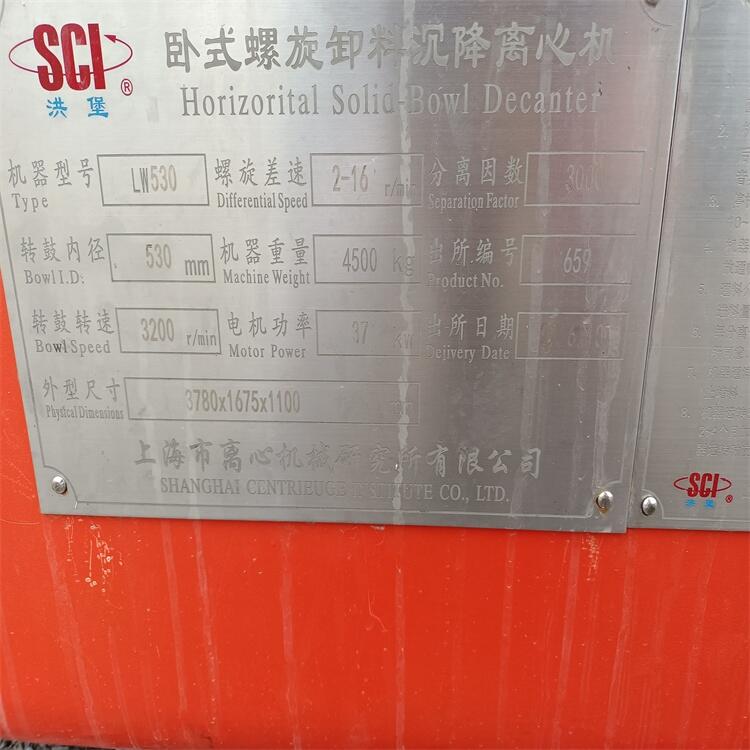 SCI®
洪堡
卧式螺旋卸料沉降离心机
Horizorital Solid-Bowl Decanter
机器型号 LW530 螺旋差速 2-16 r/min 分离因数
Type Differential Speed Separation Factor
转鼓内径 530 mm 机器重量 4500 kg 出所编号 659
Bowl I.D: Machine Weight Product No.
转鼓转速 3200 r/min 电机功率 37 kw 出所日期
Bowl Speed Motor Power Dejivery Date
外型尺寸 3780x1675x1100
Phystcal Dimensions
上海市离心机械研究所有限公司
SHANGHAI CENTRIEUGE INSTITUTE CO., LTD.
SCI®
洪堡